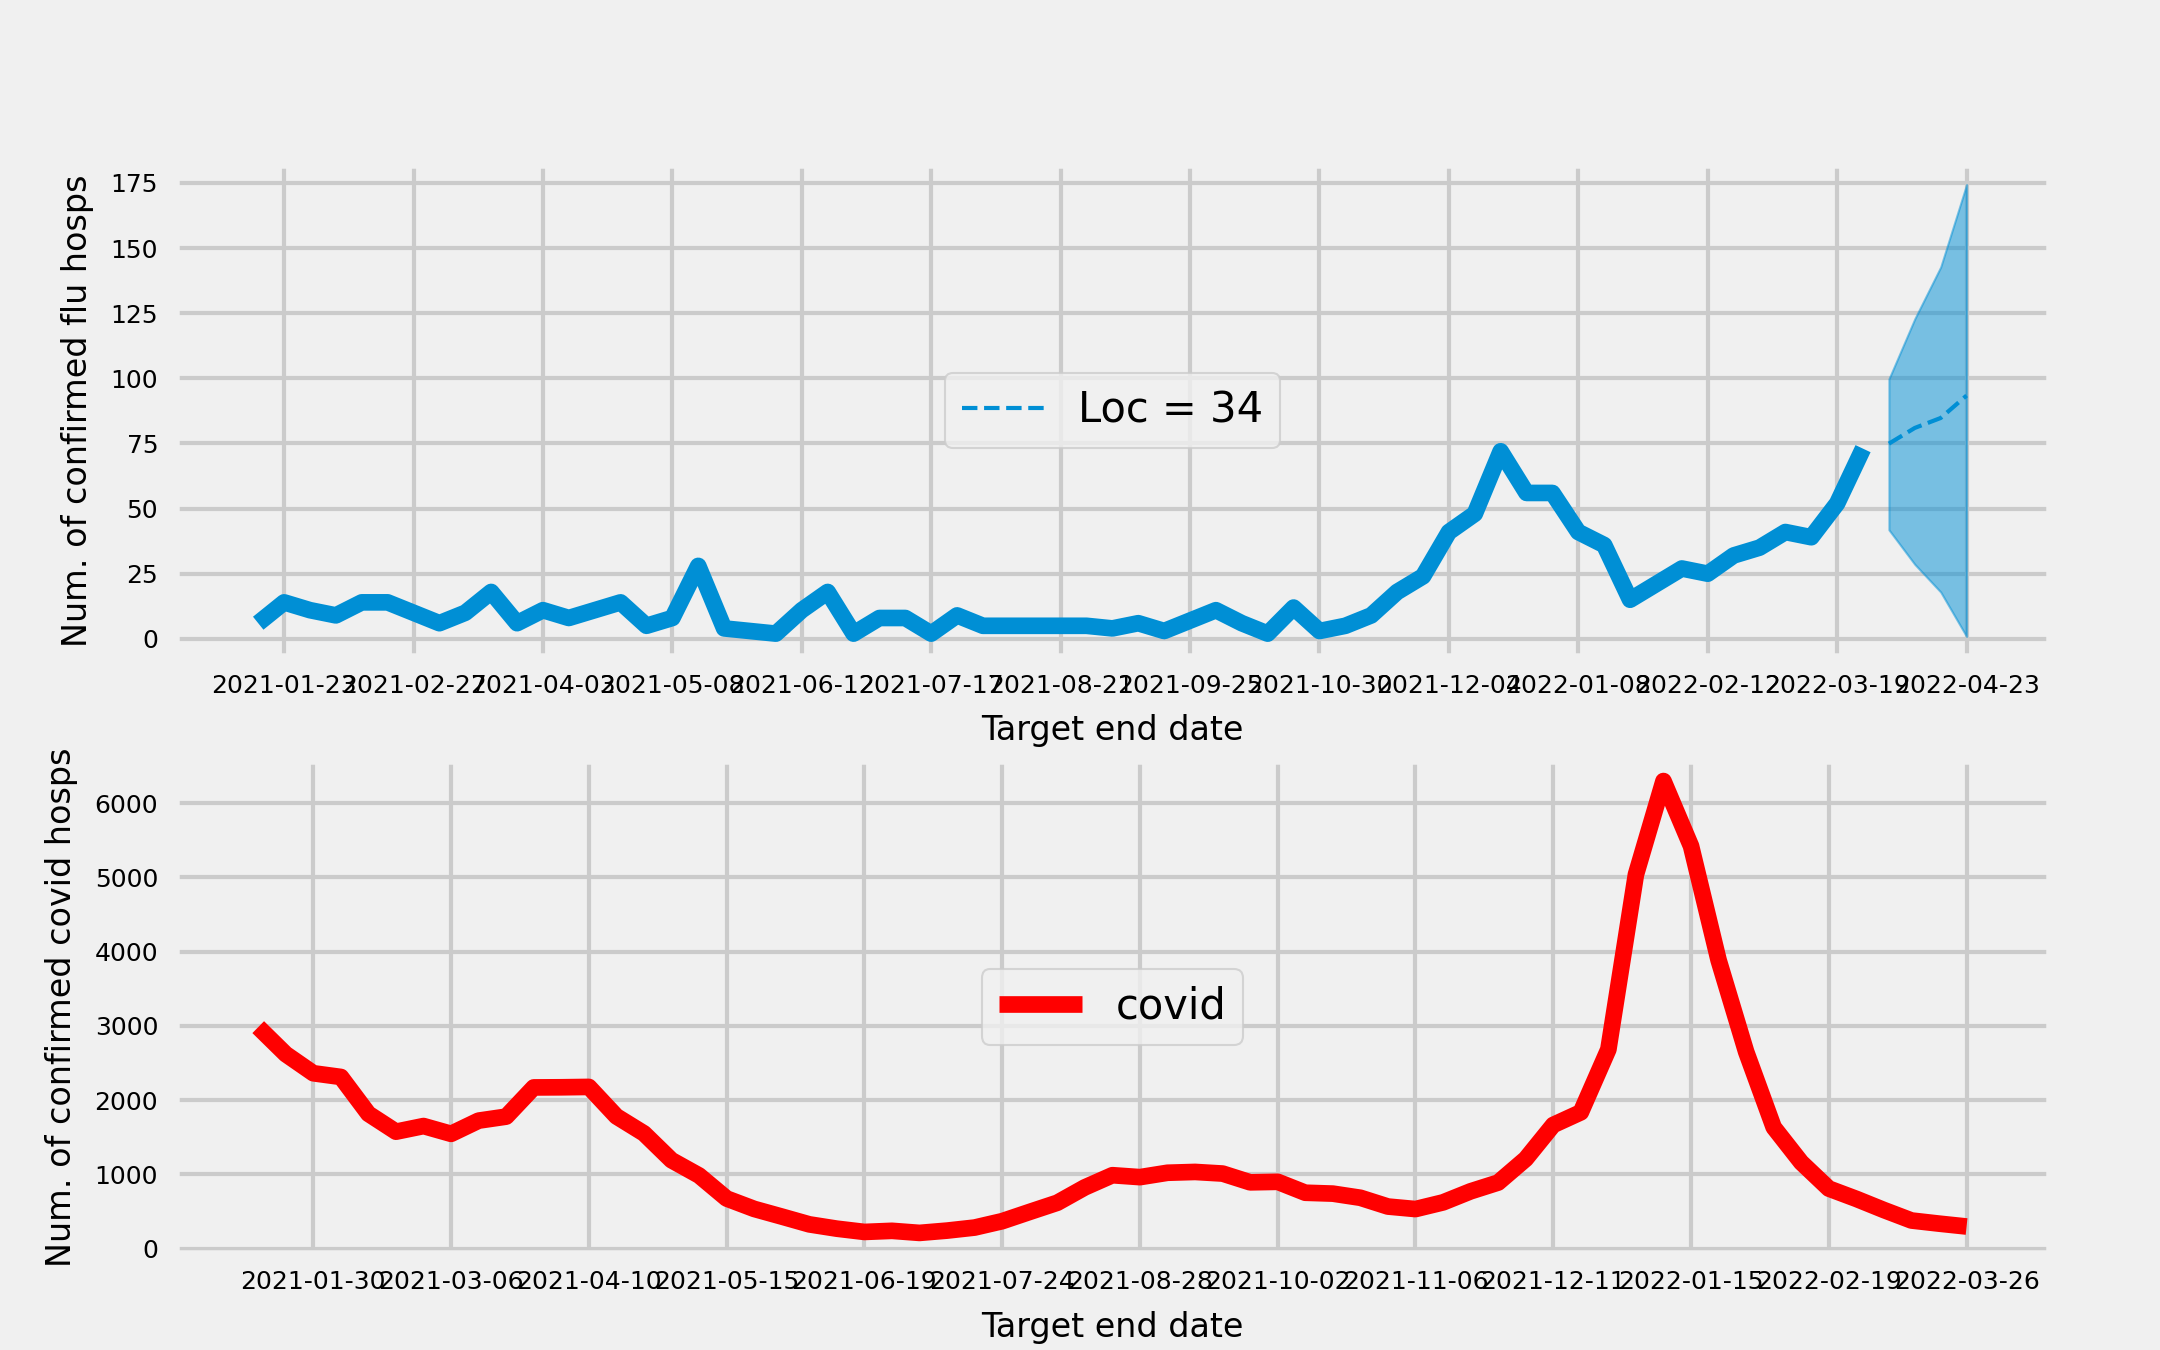 Num. of confirmed flu hosps
175
150
125
100
75
50
25
0
Loc = 34
2021-01-23 2021-02-27 2021-04-03 2021-05-08 2021-06-12 2021-07-17 2021-08-21 2021-09-25 2021-10-30 2021-12-04 2022-01-08 2022-02-12 2022-03-19 2022-04-23
Target end date
Num. of confirmed covid hosps
6000
5000
4000
3000
2000
1000
0
covid
2021-01-30 2021-03-06 2021-04-10 2021-05-15 2021-06-19 2021-07-24 2021-08-28 2021-10-02 2021-11-06 2021-12-11 2022-01-15 2022-02-19 2022-03-26
Target end date